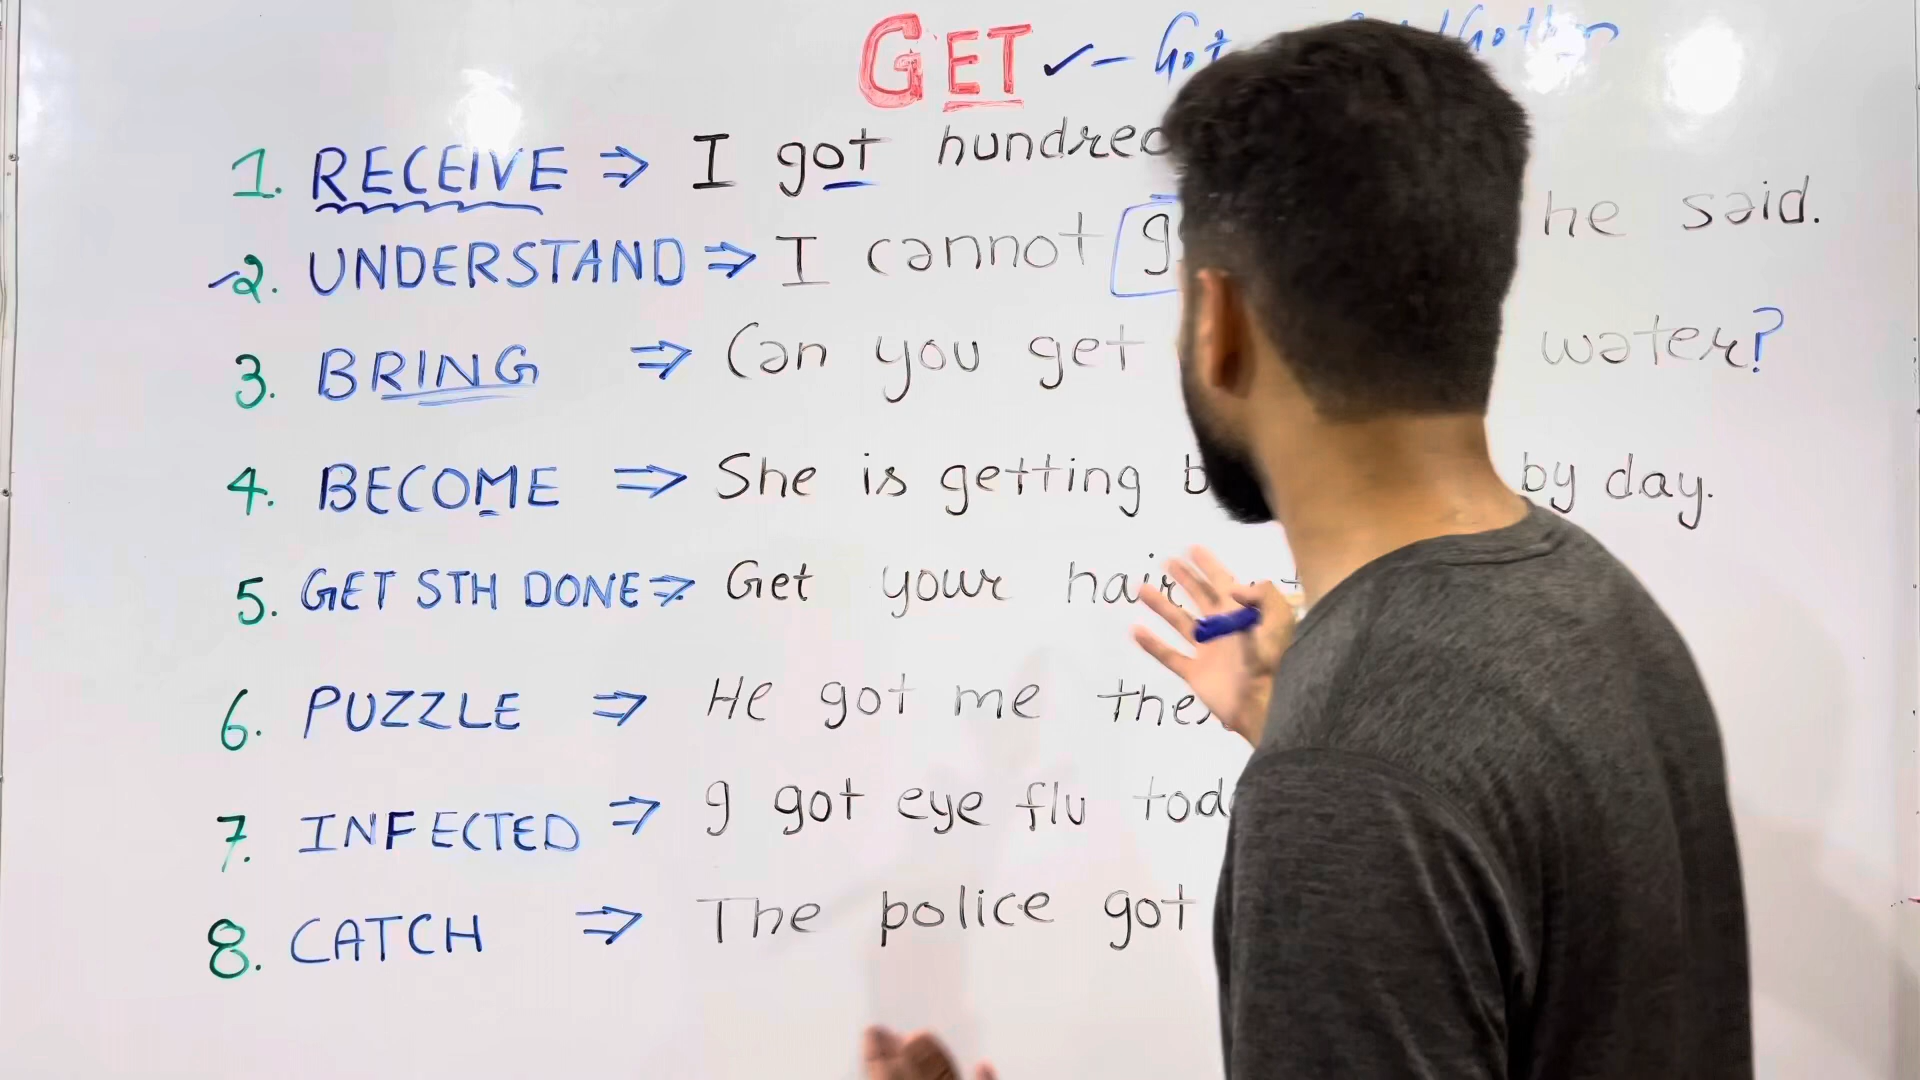 GET ✓ - Got
1. RECEIVE ⇒ I got hundred
2. UNDERSTAND ⇒ I cannot he said.
3. BRING ⇒ Can you get water?
4. BECOME ⇒ She is getting by day.
5. GET STH DONE ⇒ Get your hair
6. PUZZLE ⇒ He got me
7. INFECTED ⇒ I got eye flu
8. CATCH ⇒ The police got